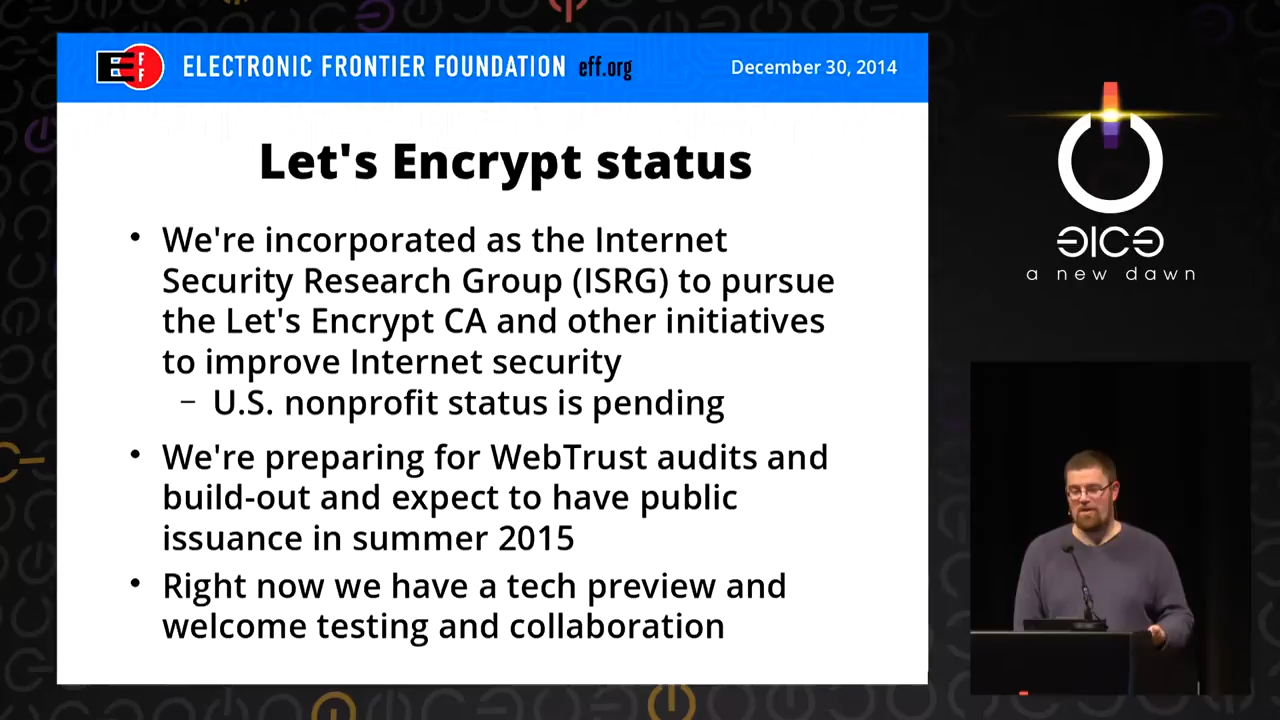 EFF ELECTRONIC FRONTIER FOUNDATION eff.org
December 30, 2014
Let's Encrypt status
• We're incorporated as the Internet
Security Research Group (ISRG) to pursue
the Let's Encrypt CA and other initiatives
to improve Internet security
– U.S. nonprofit status is pending
• We're preparing for WebTrust audits and
build-out and expect to have public
issuance in summer 2015
• Right now we have a tech preview and
welcome testing and collaboration
a new dawn